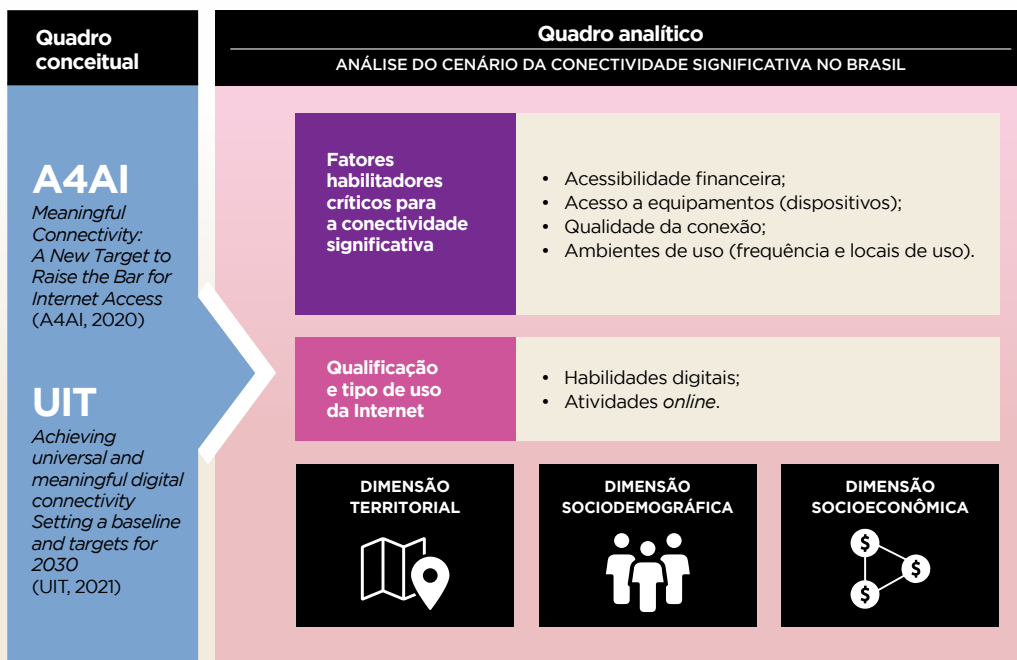 Quadro
conceitual
A4AI
Meaningful
Connectivity:
A New Target to
Raise the Bar for
Internet Access
(A4AI, 2020)
UIT
Achieving
universal and
meaningful digital
connectivity
Setting a baseline
and targets for
2030
(UIT, 2021)
Quadro analítico
ANÁLISE DO CENÁRIO DA CONECTIVIDADE SIGNIFICATIVA NO BRASIL
Fatores
habilitadores
críticos para
a conectividade
significativa
• Acessibilidade financeira;
• Acesso a equipamentos (dispositivos);
• Qualidade da conexão;
• Ambientes de uso (frequência e locais de uso).
Qualificação
e tipo de uso
da Internet
• Habilidades digitais;
• Atividades online.
DIMENSÃO
TERRITORIAL
DIMENSÃO
SOCIODEMOGRÁFICA
DIMENSÃO
SOCIOECONÔMICA
$
$
$